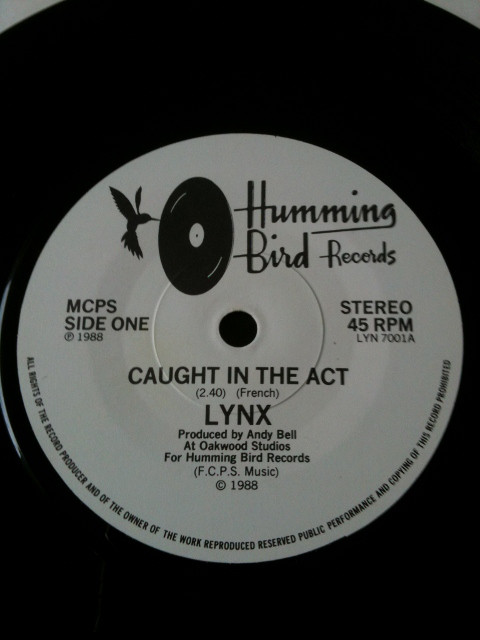 Humming
Bird Records
MCPS
SIDE ONE
℗ 1988
STEREO
45 RPM
LYN 7001A
CAUGHT IN THE ACT
(2.40) (French)
LYNX
Produced by Andy Bell
At Oakwood Studios
For Humming Bird Records
(F.C.P.S. Music)
© 1988
ALL RIGHTS OF THE RECORD PRODUCER AND OF THE OWNER OF THE WORK REPRODUCED RESERVED PUBLIC PERFORMANCE AND COPYING OF THIS RECORD PROHIBITED